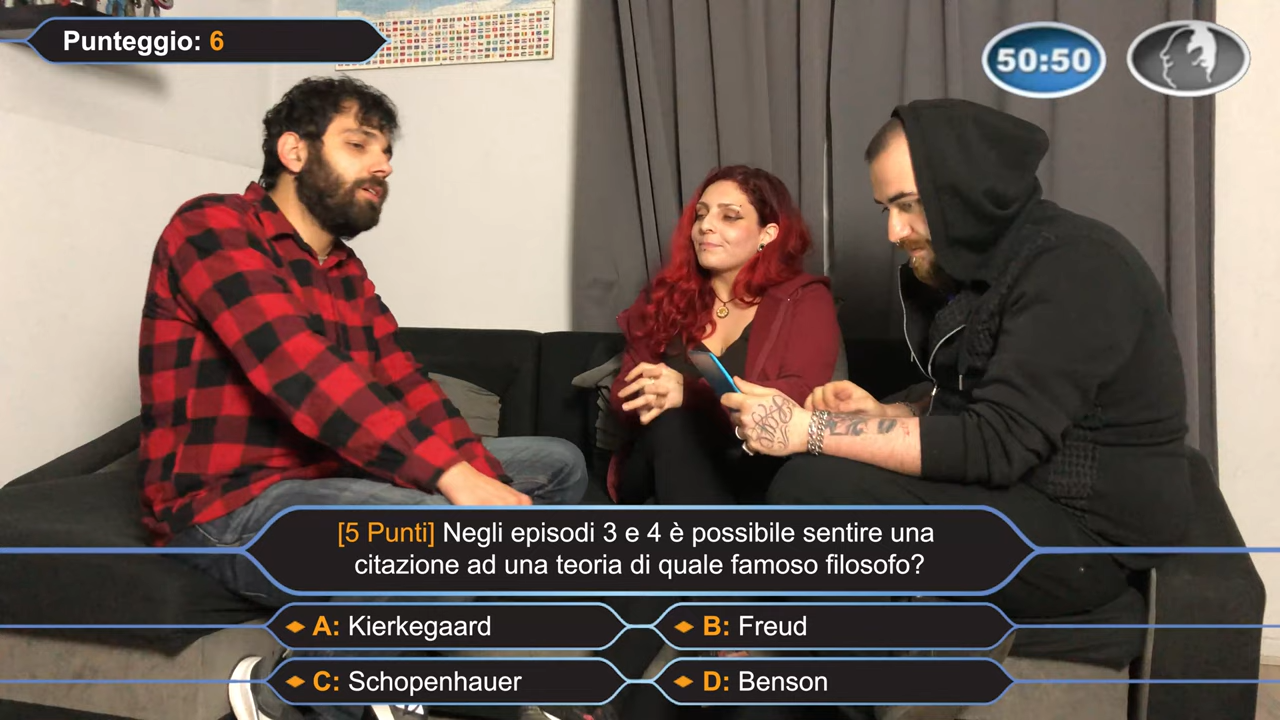 Punteggio: 6
50:50
[5 Punti] Negli episodi 3 e 4 è possibile sentire una
citazione ad una teoria di quale famoso filosofo?
A: Kierkegaard
B: Freud
C: Schopenhauer
D: Benson